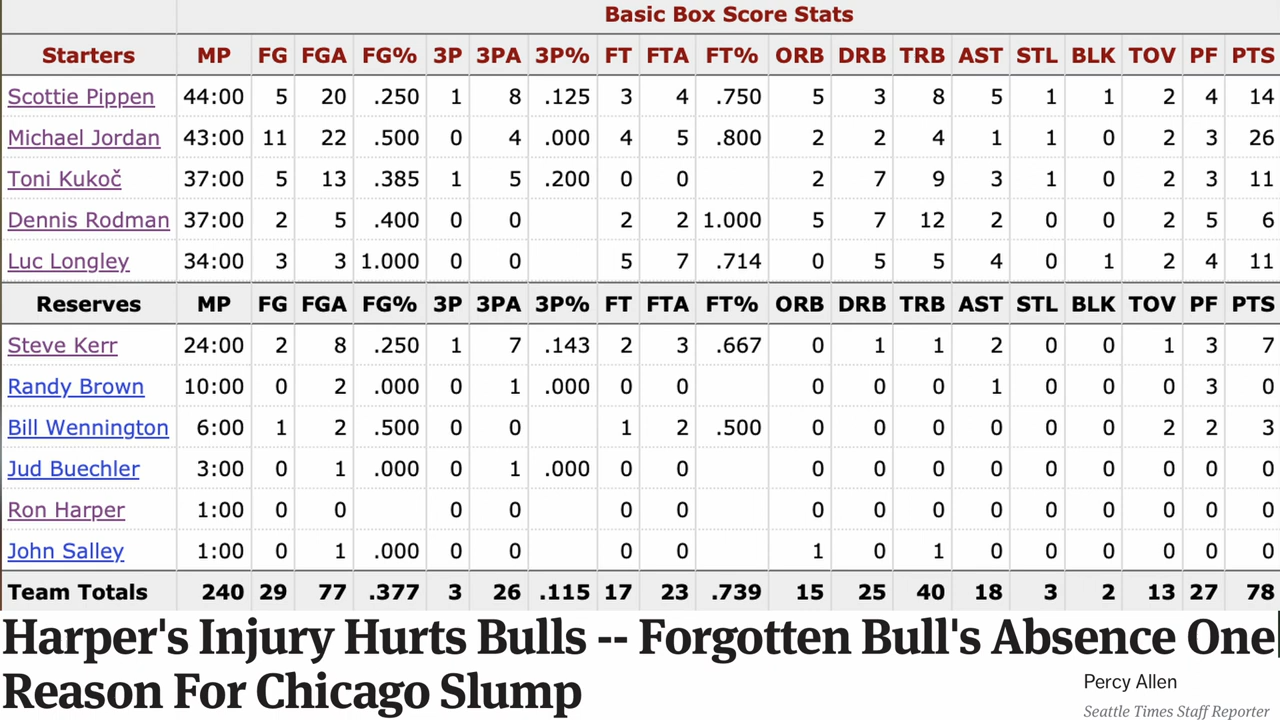 Basic Box Score Stats
Starters MP FG FGA FG% 3P 3PA 3P% FT FTA FT% ORB DRB TRB AST STL BLK TOV PF PTS
Scottie Pippen 44:00 5 20 .250 1 8 .125 3 4 .750 5 3 8 5 1 1 2 4 14
Michael Jordan 43:00 11 22 .500 0 4 .000 4 5 .800 2 2 4 1 1 0 2 3 26
Toni Kukoč 37:00 5 13 .385 1 5 .200 0 0 2 7 9 3 1 0 2 3 11
Dennis Rodman 37:00 2 5 .400 0 0 2 2 1.000 5 7 12 2 0 0 2 5 6
Luc Longley 34:00 3 3 1.000 0 0 5 7 .714 0 5 5 4 0 1 2 4 11
Reserves MP FG FGA FG% 3P 3PA 3P% FT FTA FT% ORB DRB TRB AST STL BLK TOV PF PTS
Steve Kerr 24:00 2 8 .250 1 7 .143 2 3 .667 0 1 1 2 0 0 1 3 7
Randy Brown 10:00 0 2 .000 0 1 .000 0 0 0 0 0 1 0 0 0 3 0
Bill Wennington 6:00 1 2 .500 0 0 1 2 .500 0 0 0 0 0 0 2 2 3
Jud Buechler 3:00 0 1 .000 0 1 .000 0 0 0 0 0 0 0 0 0 0 0
Ron Harper 1:00 0 0 0 0 0 0 0 0 0 0 0 0 0 0 0
John Salley 1:00 0 1 .000 0 0 0 0 1 0 1 0 0 0 0 0 0
Team Totals 240 29 77 .377 3 26 .115 17 23 .739 15 25 40 18 3 2 13 27 78
Harper's Injury Hurts Bulls -- Forgotten Bull's Absence One
Reason For Chicago Slump
Percy Allen
Seattle Times Staff Reporter